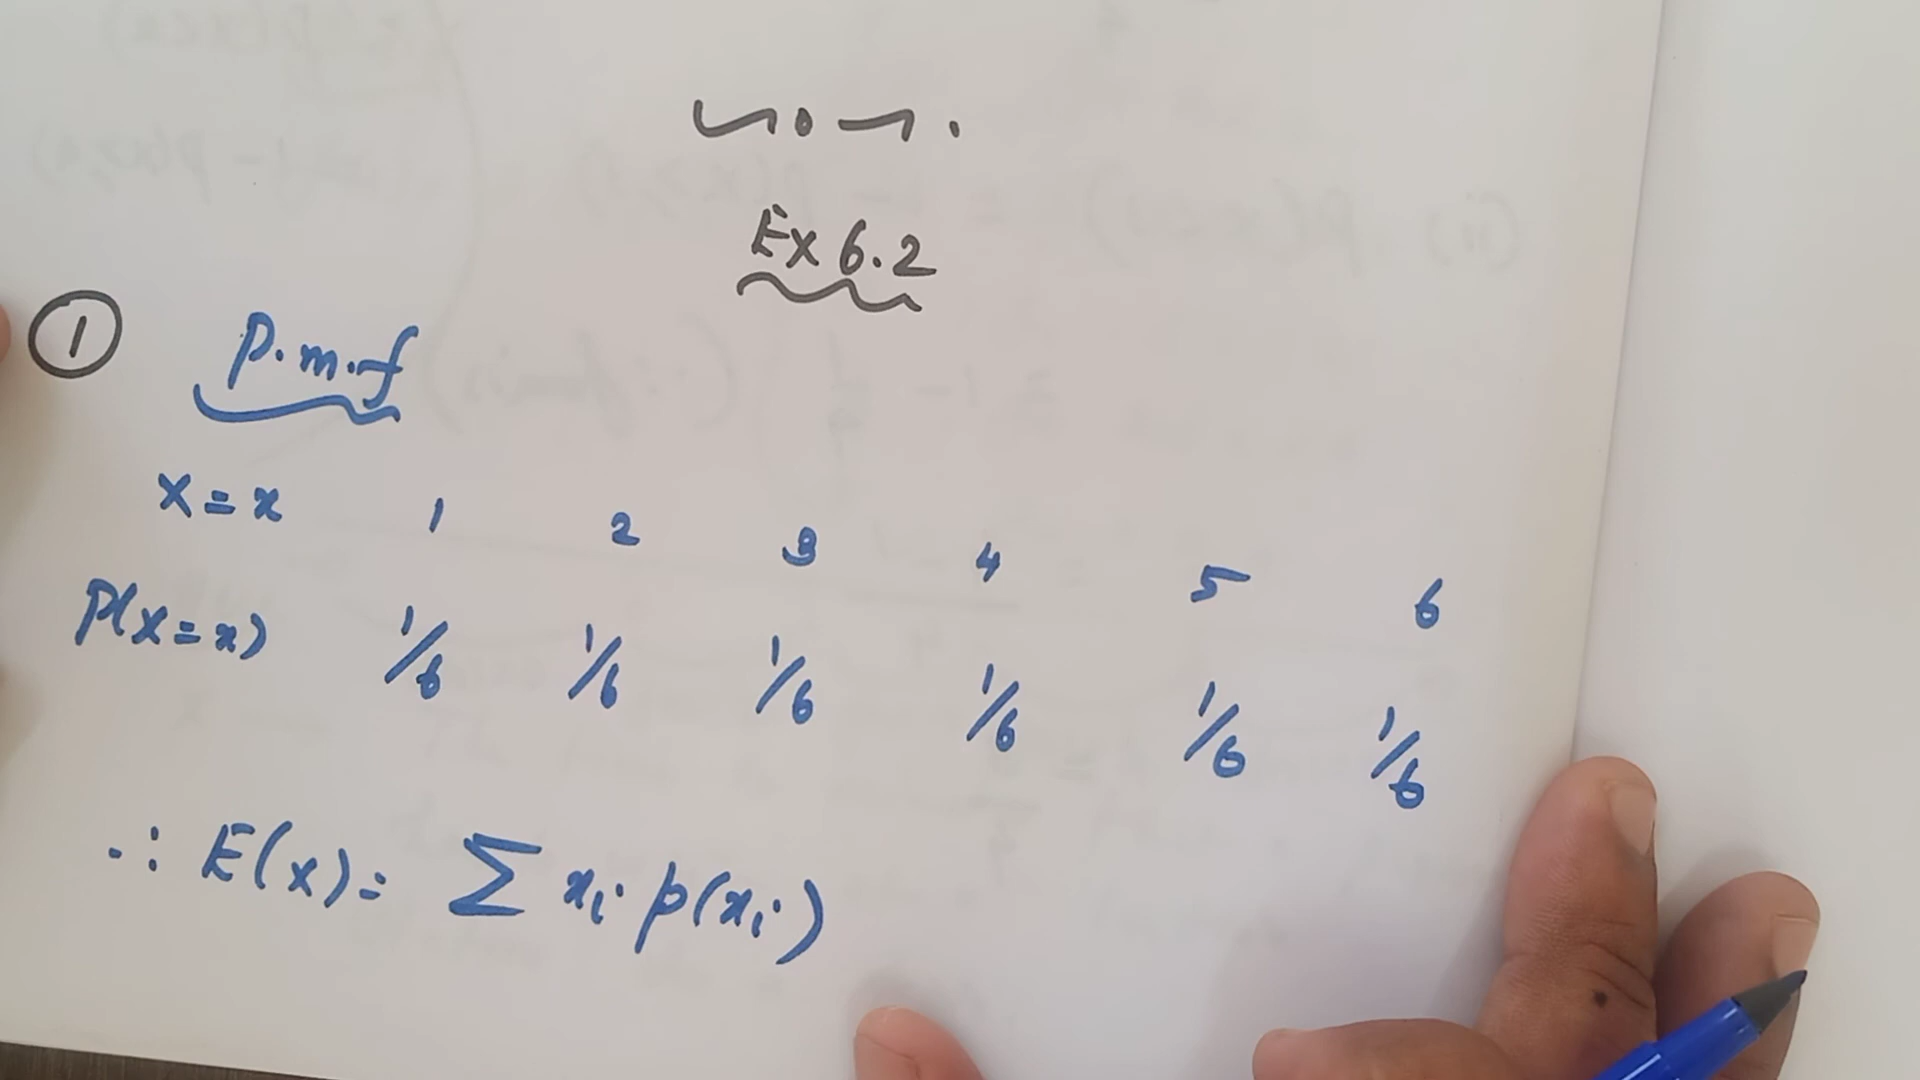 Ex 6.2
① p.m.f
X = x 1 2 3 4 5 6
P(X=x) 1/6 1/6 1/6 1/6 1/6 1/6
∴ E(x) = Σ xi p(xi)